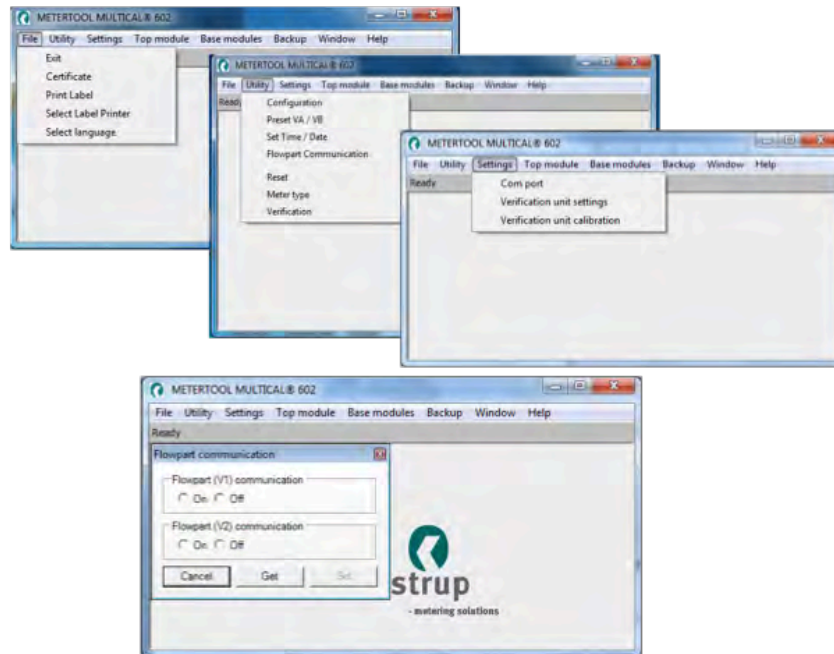 METERTOOL MULTICAL® 602
File Utility Settings Top module Base modules Backup Window Help
Exit
Certificate
Print Label
Select Label Printer
Select language
METERTOOL MULTICAL® 602
File Utility Settings Top module Base modules Backup Window Help
Ready
Configuration
Preset VA / VB
Set Time / Date
Flowpart Communication
Reset
Meter type
Verification
METERTOOL MULTICAL® 602
File Utility Settings Top module Base modules Backup Window Help
Ready
Com port
Verification unit settings
Verification unit calibration
METERTOOL MULTICAL® 602
File Utility Settings Top module Base modules Backup Window Help
Ready
Flowpart communication
Flowpart (V1) communication
On Off
Flowpart (V2) communication
On Off
Cancel Get Set
strup
- metering solutions